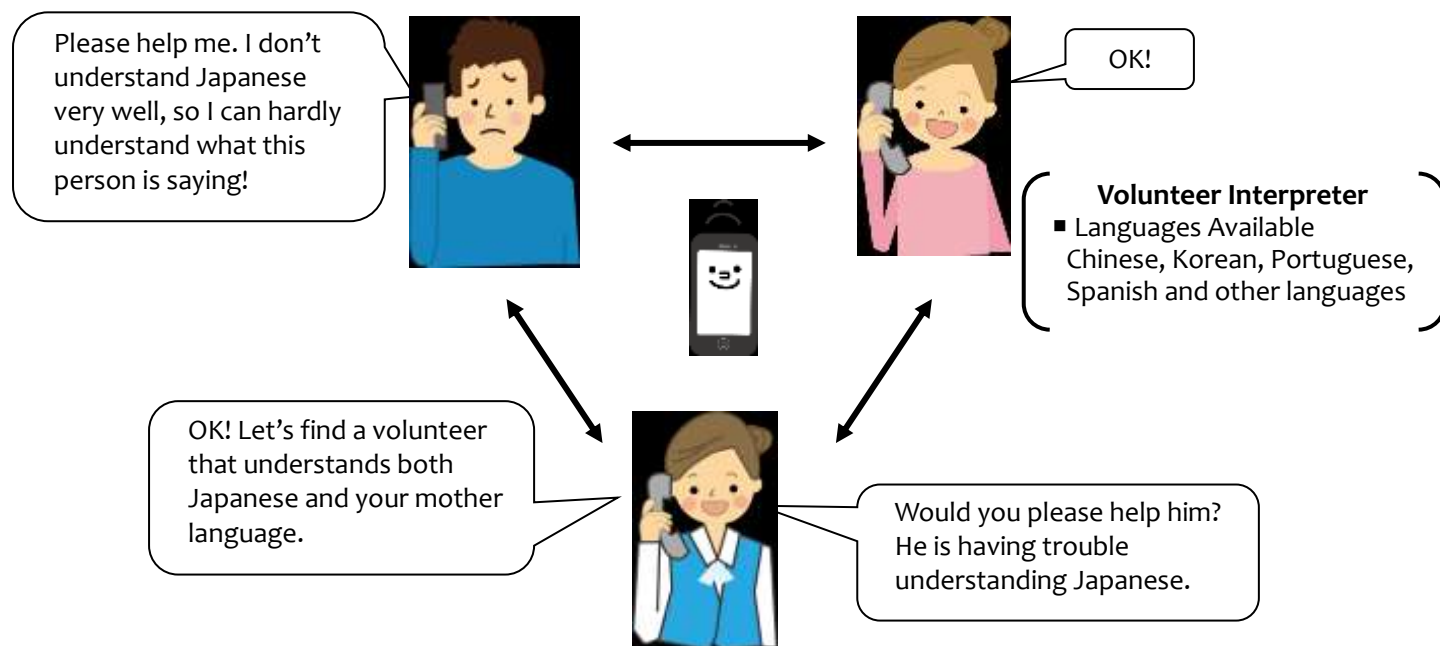 Please help me. I don’t
understand Japanese
very well, so I can hardly
understand what this
person is saying!
OK!
Volunteer Interpreter
■ Languages Available
Chinese, Korean, Portuguese,
Spanish and other languages
OK! Let’s find a volunteer
that understands both
Japanese and your mother
language.
Would you please help him?
He is having trouble
understanding Japanese.